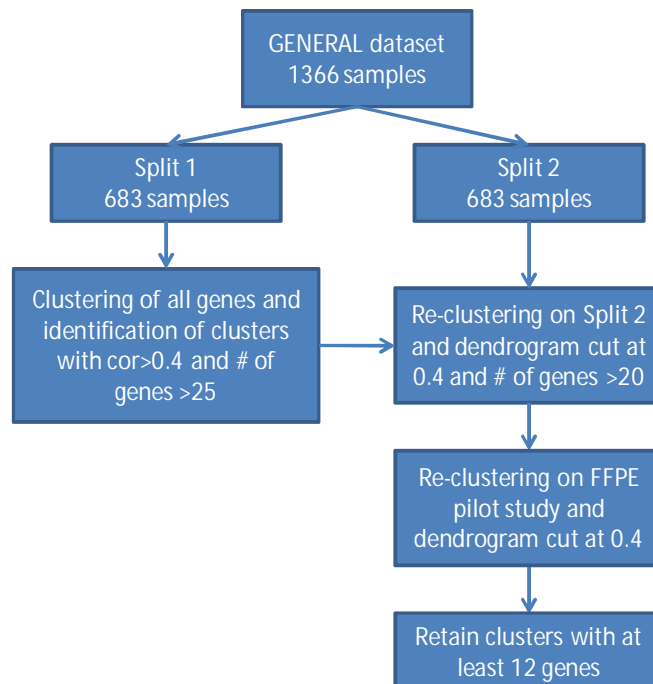 GENERAL dataset
1366 samples
Split 1
683 samples
Split 2
683 samples
Clustering of all genes and
identification of clusters
with cor>0.4 and # of
genes >25
Re-clustering on Split 2
and dendrogram cut at
0.4 and # of genes >20
Re-clustering on FFPE
pilot study and
dendrogram cut at 0.4
Retain clusters with at
least 12 genes